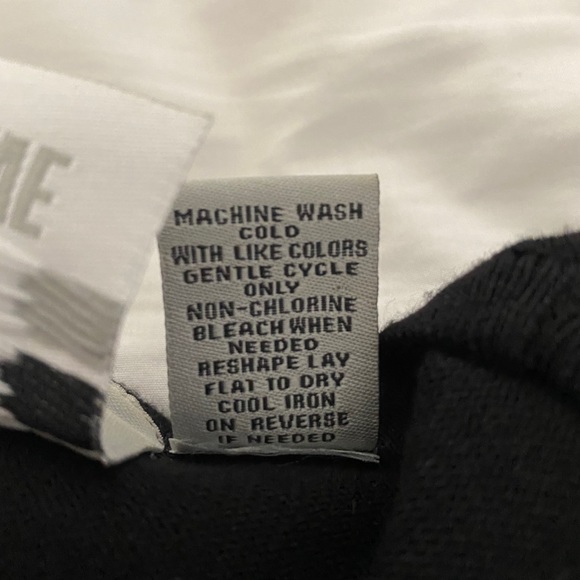 ME
MACHINE WASH
COLD
WITH LIKE COLORS
GENTLE CYCLE
ONLY
NON-CHLORINE
BLEACH WHEN
NEEDED
RESHAPE LAY
FLAT TO DRY
COOL IRON
ON REVERSE
IF NEEDED